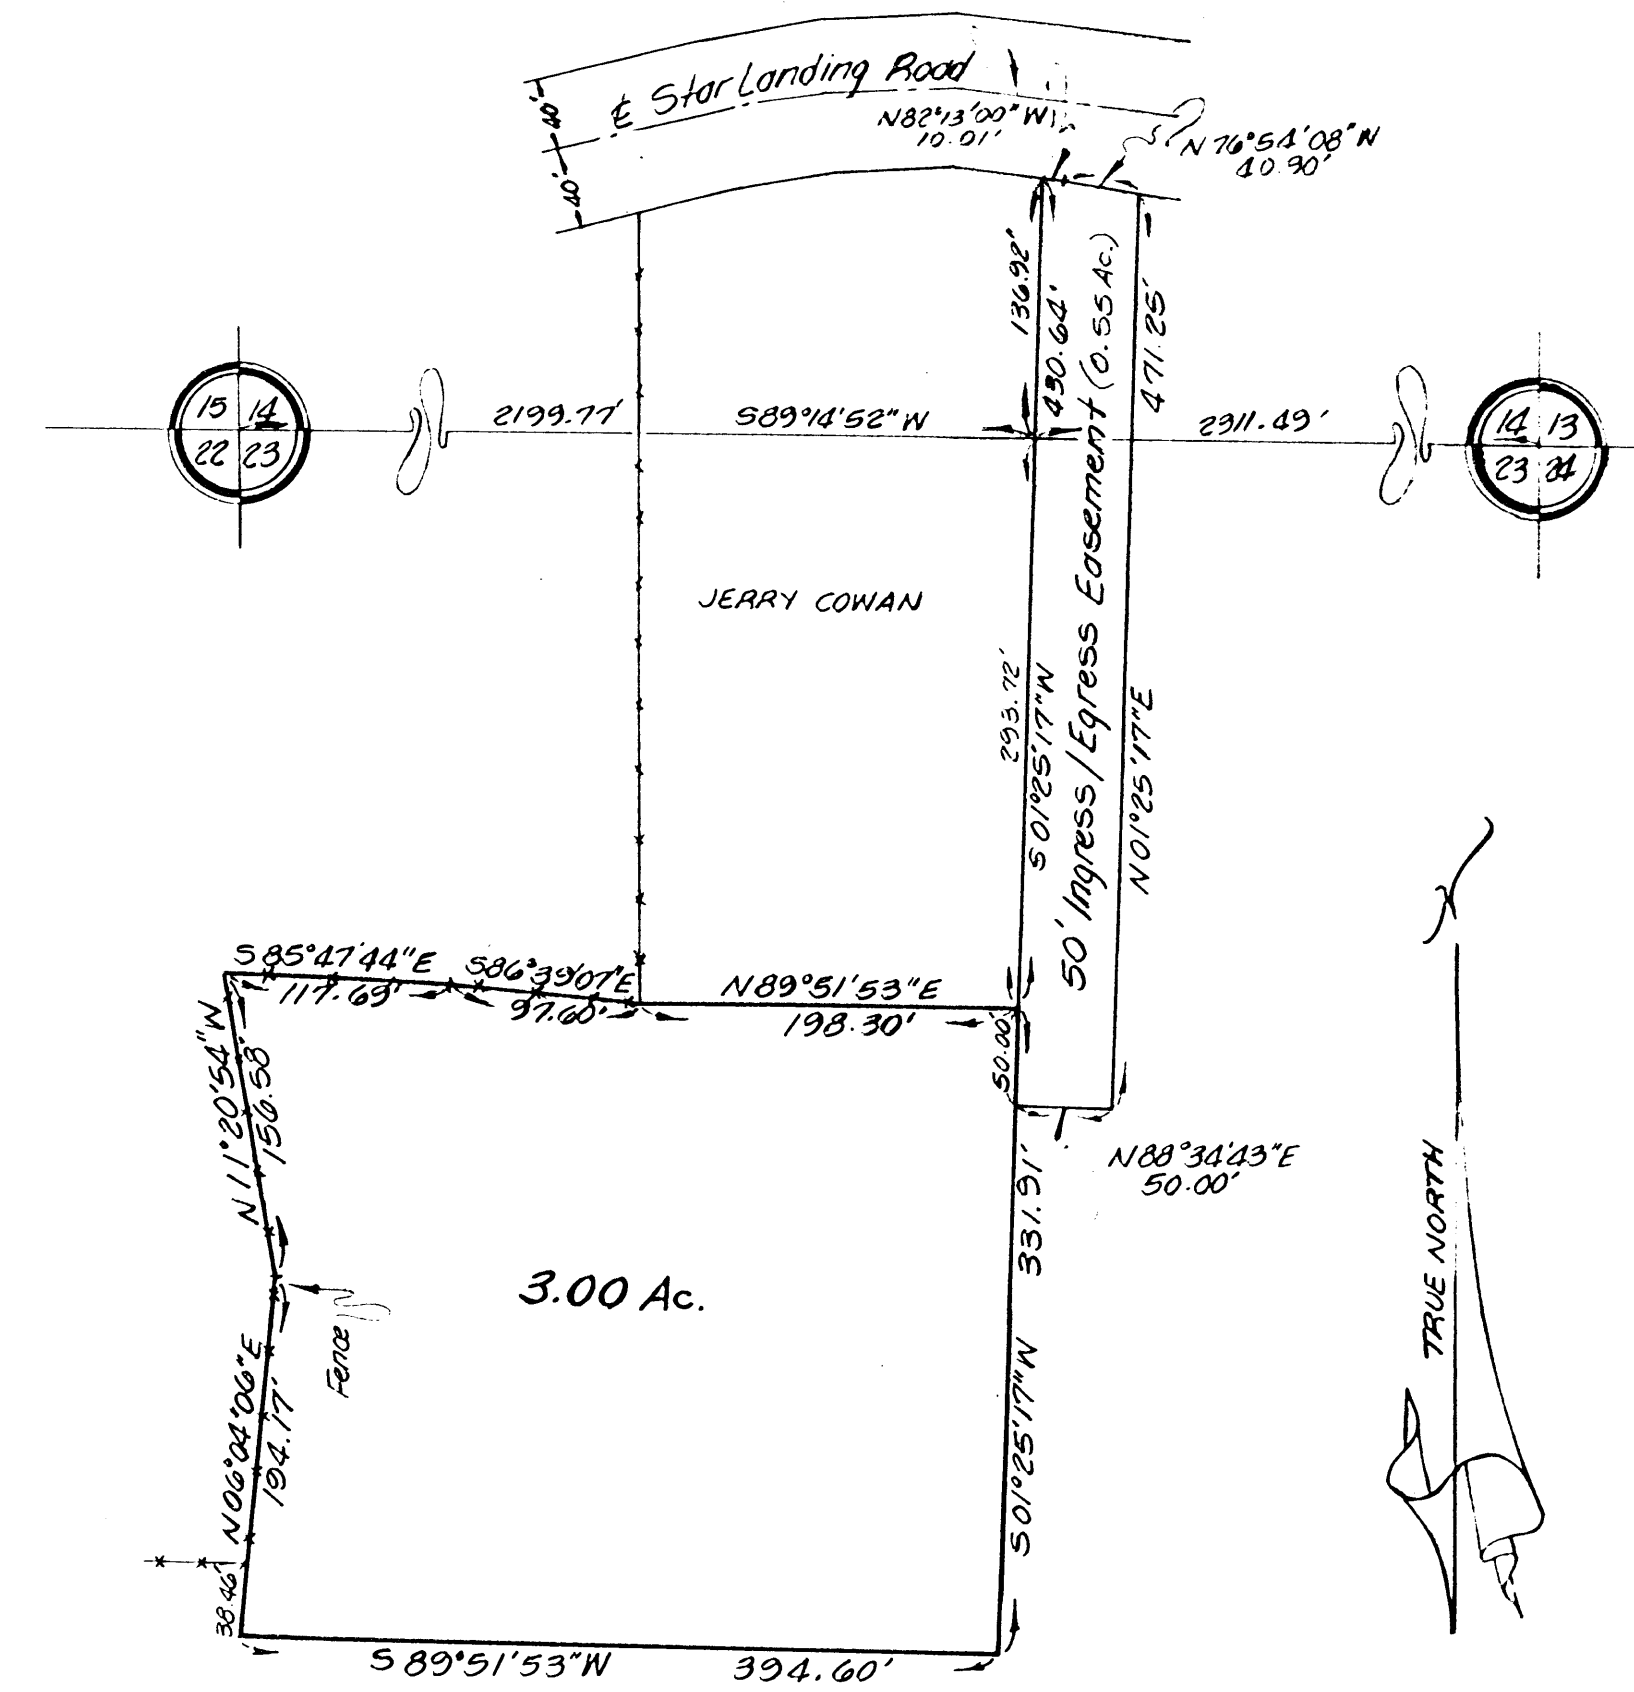 ℄ Star Landing Road
40'
40'
N82°13'00"W
10.01'
N76°54'08"W
40.90'
136.92'
430.64'
50' Ingress/Egress Easement (0.55 Ac.)
471.25'
15 14
22 23
2199.77'
S89°14'52"W
2911.49'
14 13
23 24
JERRY COWAN
293.72'
S01°25'17"W
N01°25'17"E
S85°47'44"E
117.69'
S86°39'07"E
97.60'
N89°51'53"E
198.30'
50.00'
N88°34'43"E
50.00'
N11°20'54"W
156.58'
331.91'
S01°25'17"W
3.00 Ac.
Fence
N06°04'06"E
194.17'
38.46'
S89°51'53"W
394.60'
TRUE NORTH